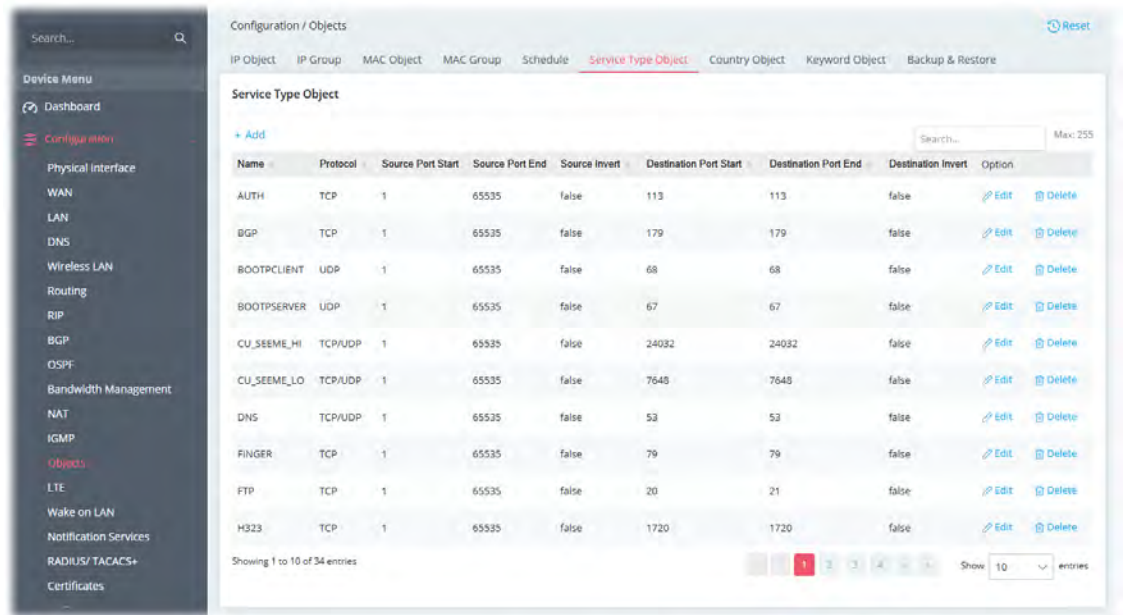 Search...
Device Menu
Dashboard
Configuration
Physical Interface
WAN
LAN
DNS
Wireless LAN
Routing
RIP
BGP
OSPF
Bandwidth Management
NAT
IGMP
Objects
LTE
Wake on LAN
Notification Services
RADIUS/ TACACS+
Certificates
Configuration / Objects
Reset
IP Object IP Group MAC Object MAC Group Schedule Service Type Object Country Object Keyword Object Backup & Restore
Service Type Object
+ Add Search... Max: 255
Name Protocol Source Port Start Source Port End Source Invert Destination Port Start Destination Port End Destination Invert Option
AUTH TCP 1 65535 false 113 113 false Edit Delete
BGP TCP 1 65535 false 179 179 false Edit Delete
BOOTPCLIENT UDP 1 65535 false 68 68 false Edit Delete
BOOTPSERVER UDP 1 65535 false 67 67 false Edit Delete
CU_SEEME_HI TCP/UDP 1 65535 false 24032 24032 false Edit Delete
CU_SEEME_LO TCP/UDP 1 65535 false 7648 7648 false Edit Delete
DNS TCP/UDP 1 65535 false 53 53 false Edit Delete
FINGER TCP 1 65535 false 79 79 false Edit Delete
FTP TCP 1 65535 false 20 21 false Edit Delete
H323 TCP 1 65535 false 1720 1720 false Edit Delete
Showing 1 to 10 of 34 entries 1 2 3 4 Show 10 entries